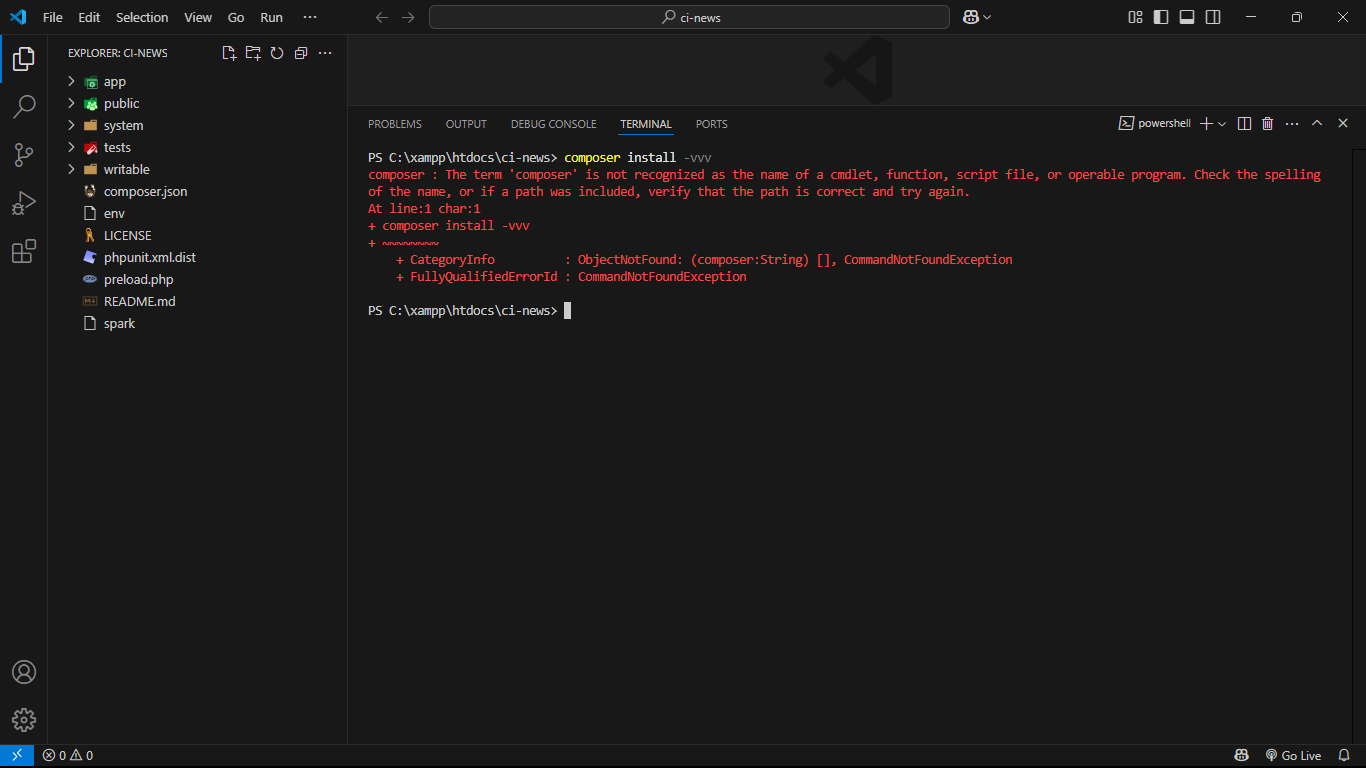 File Edit Selection View Go Run ···
ci-news
EXPLORER: CI-NEWS
app
public
system
tests
writable
composer.json
env
LICENSE
phpunit.xml.dist
preload.php
README.md
spark
PROBLEMS OUTPUT DEBUG CONSOLE TERMINAL PORTS
powershell
PS C:\xampp\htdocs\ci-news> composer install -vvv
composer : The term 'composer' is not recognized as the name of a cmdlet, function, script file, or operable program. Check the spelling
of the name, or if a path was included, verify that the path is correct and try again.
At line:1 char:1
+ composer install -vvv
+ ~~~~~~~~
+ CategoryInfo : ObjectNotFound: (composer:String) [], CommandNotFoundException
+ FullyQualifiedErrorId : CommandNotFoundException
PS C:\xampp\htdocs\ci-news>
0 0
Go Live